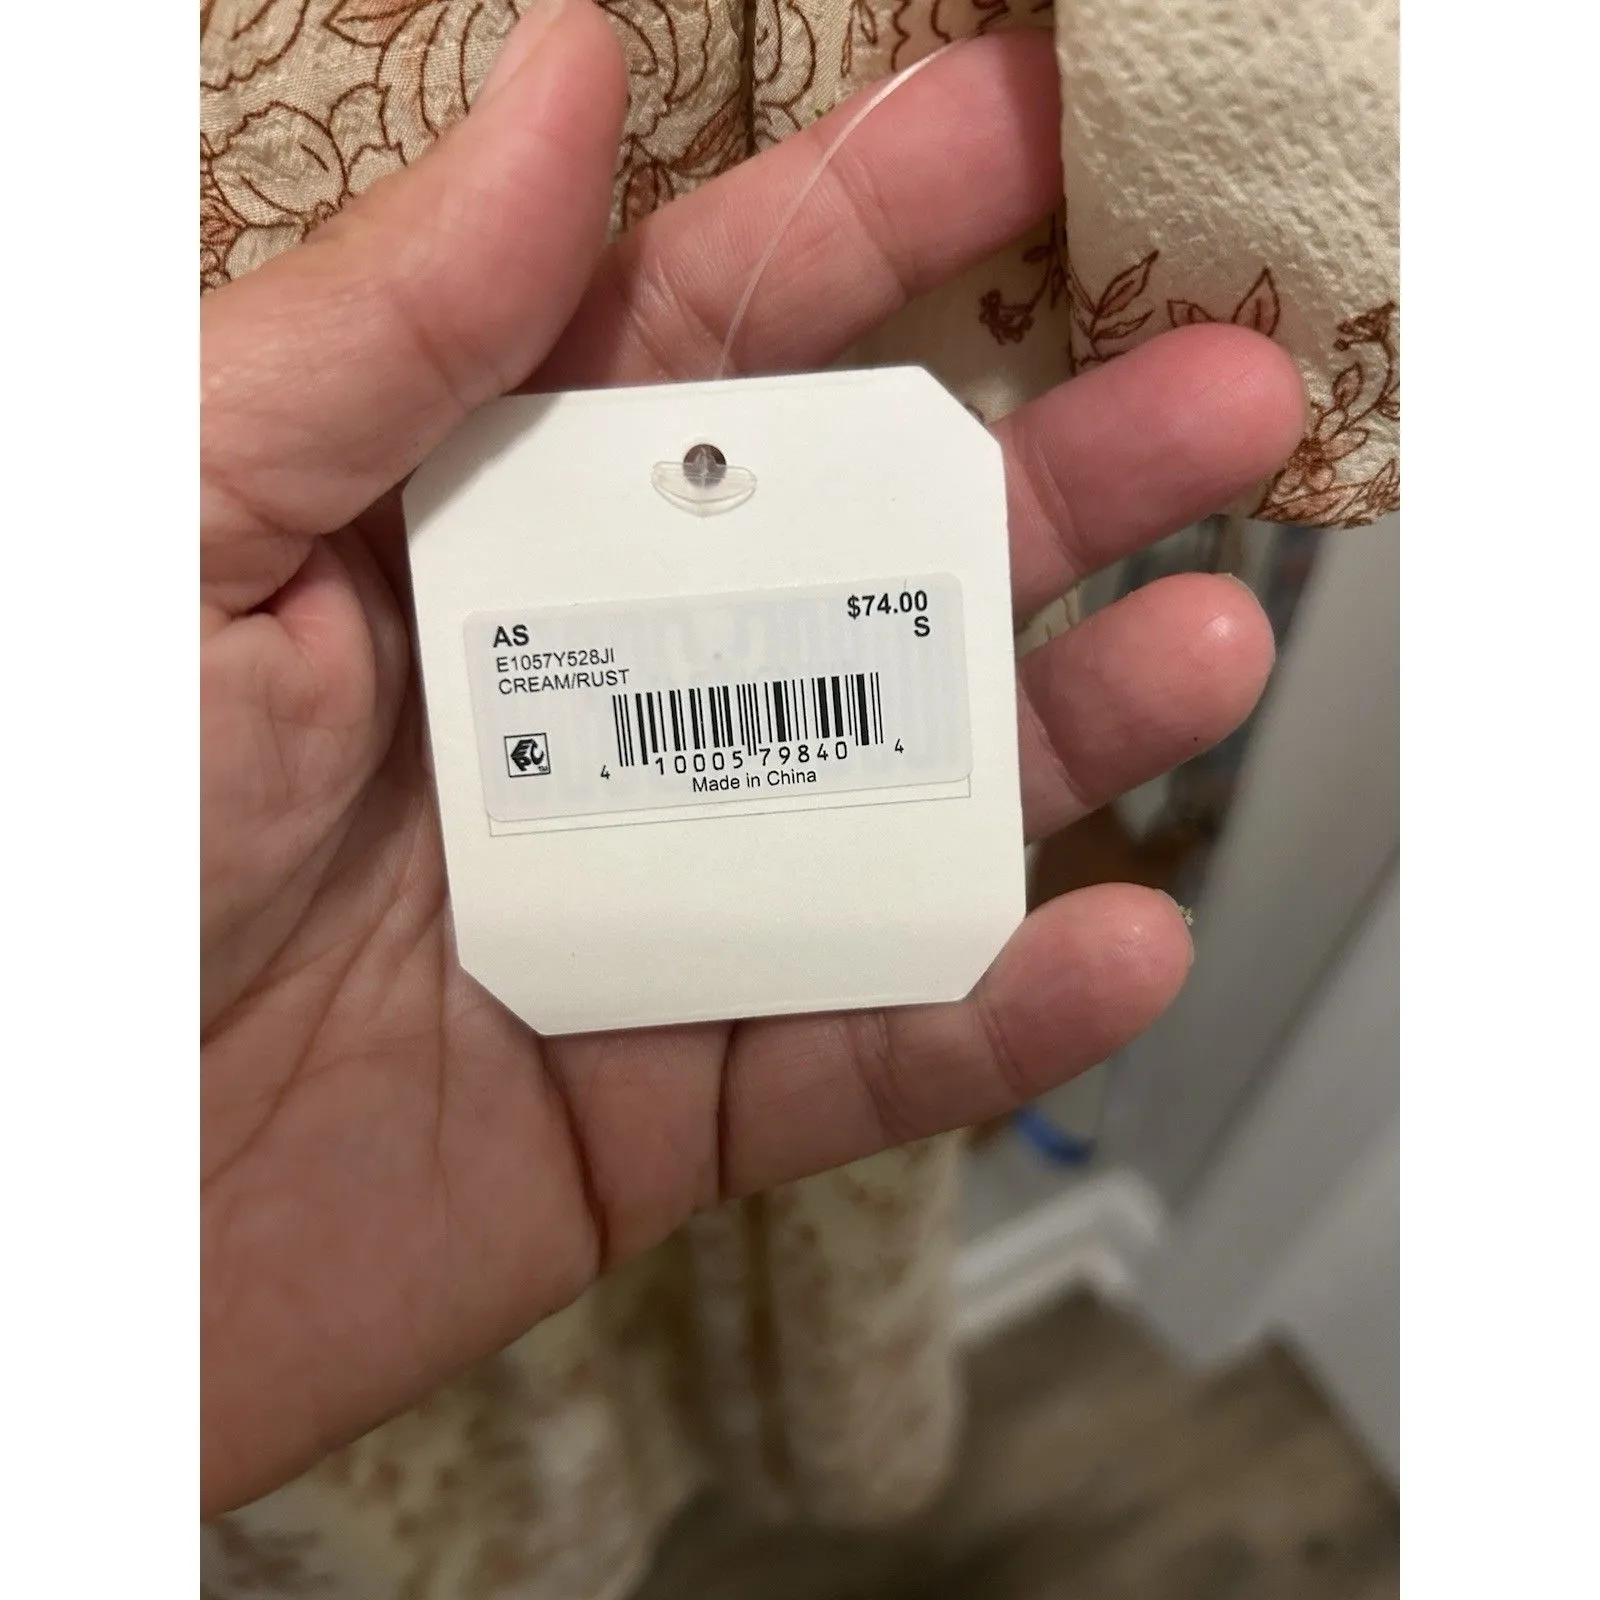 AS
$74.00
S
E1057Y528JI
CREAM/RUST
4 10005 79840 4
Made in China